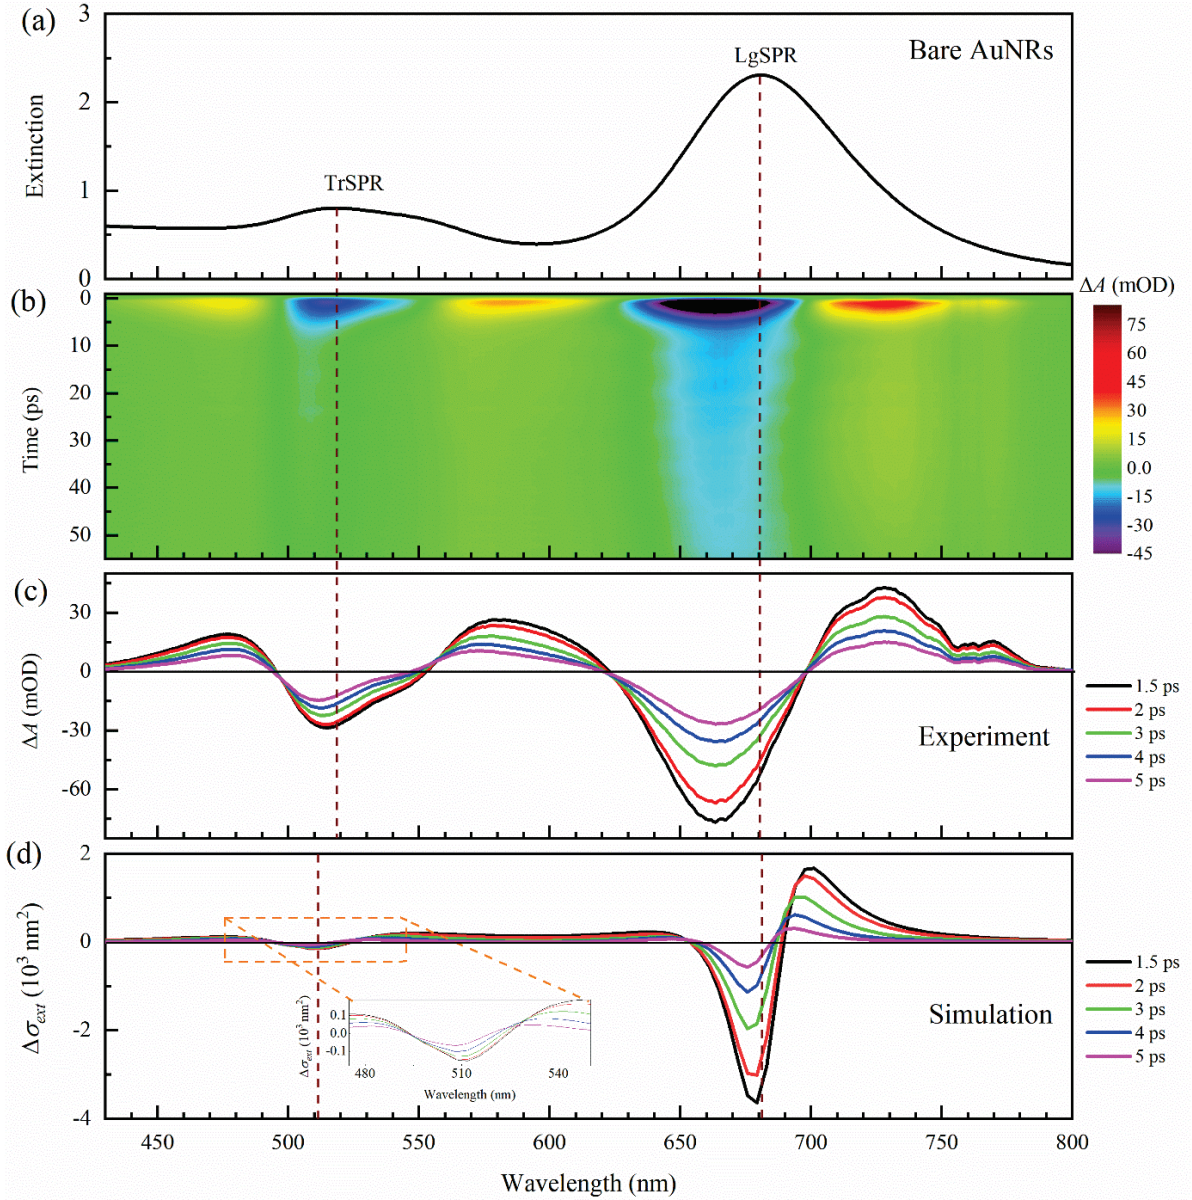 (a)
3
2
1
0
Extinction
Bare AuNRs
LgSPR
TrSPR
(b)
0
10
20
30
40
50
Time (ps)
ΔA (mOD)
75
60
45
30
15
0.0
-15
-30
-45
(c)
30
0
-30
-60
ΔA (mOD)
Experiment
1.5 ps
2 ps
3 ps
4 ps
5 ps
(d)
2
0
-2
-4
Δσext (10³ nm²)
Simulation
1.5 ps
2 ps
3 ps
4 ps
5 ps
Δσext (10³ nm²)
0.1
0.0
-0.1
480 510 540
Wavelength (nm)
450 500 550 600 650 700 750 800
Wavelength (nm)